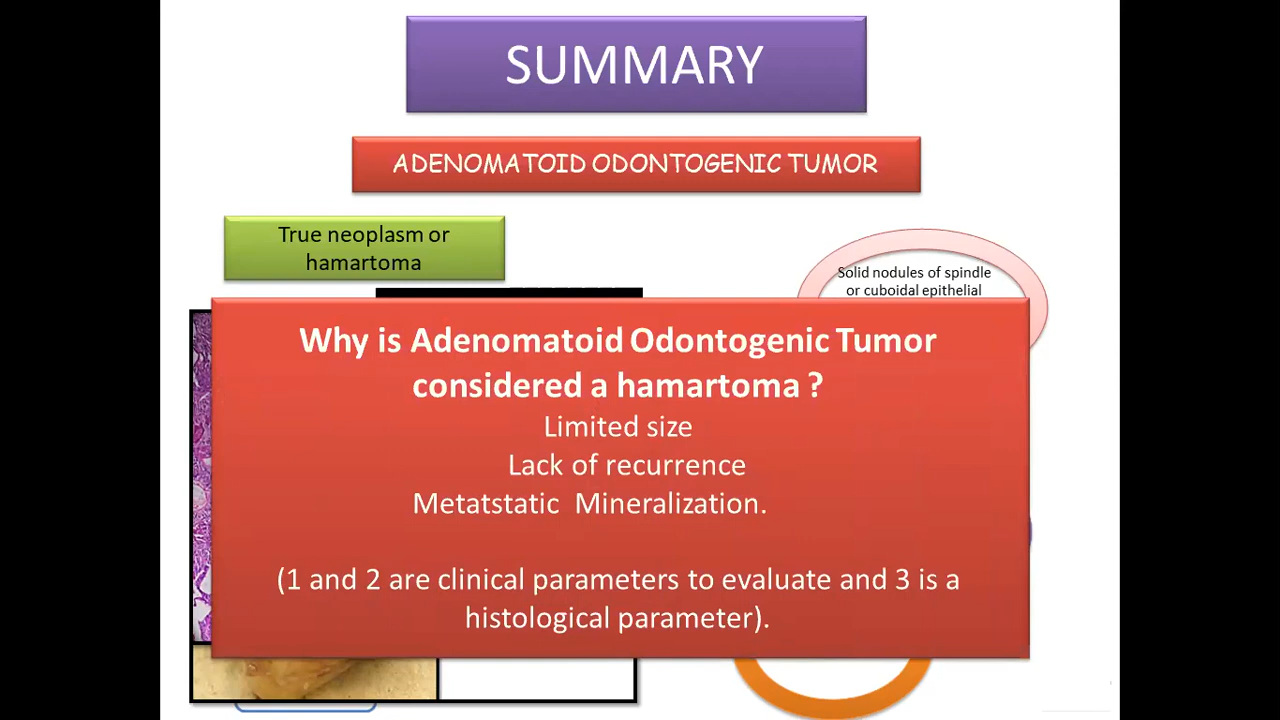 SUMMARY
ADENOMATOID ODONTOGENIC TUMOR
True neoplasm or
hamartoma
Solid nodules of spindle
or cuboidal epithelial
Why is Adenomatoid Odontogenic Tumor
considered a hamartoma ?
Limited size
Lack of recurrence
Metatstatic  Mineralization.
(1 and 2 are clinical parameters to evaluate and 3 is a
histological parameter).